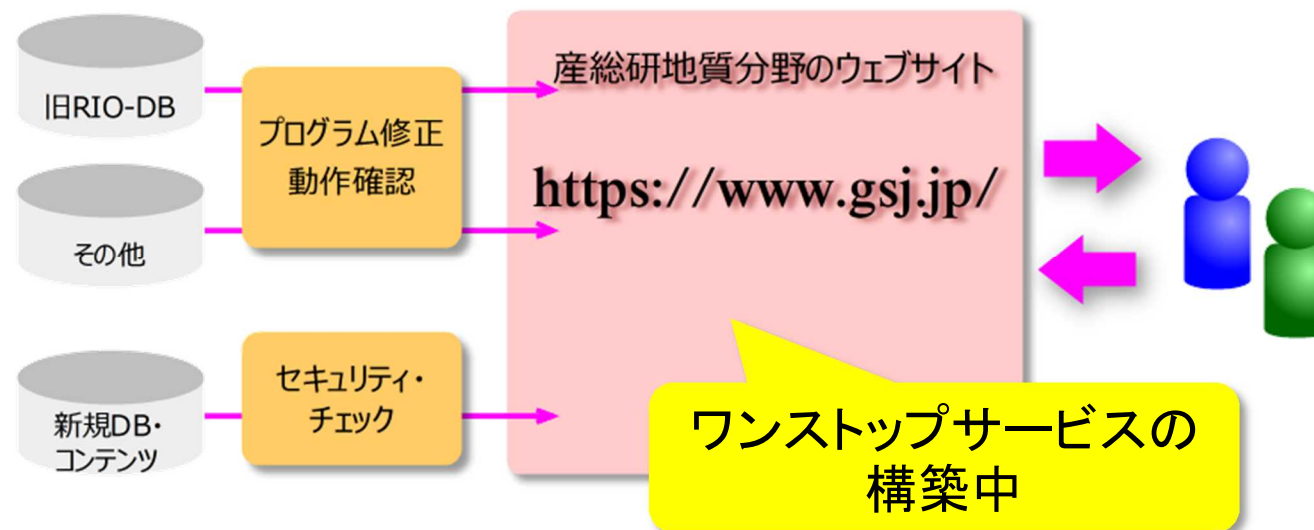 旧RIO-DB
その他
新規DB・
コンテンツ
プログラム修正
動作確認
セキュリティ・
チェック
産総研地質分野のウェブサイト
https://www.gsj.jp/
ワンストップサービスの
構築中